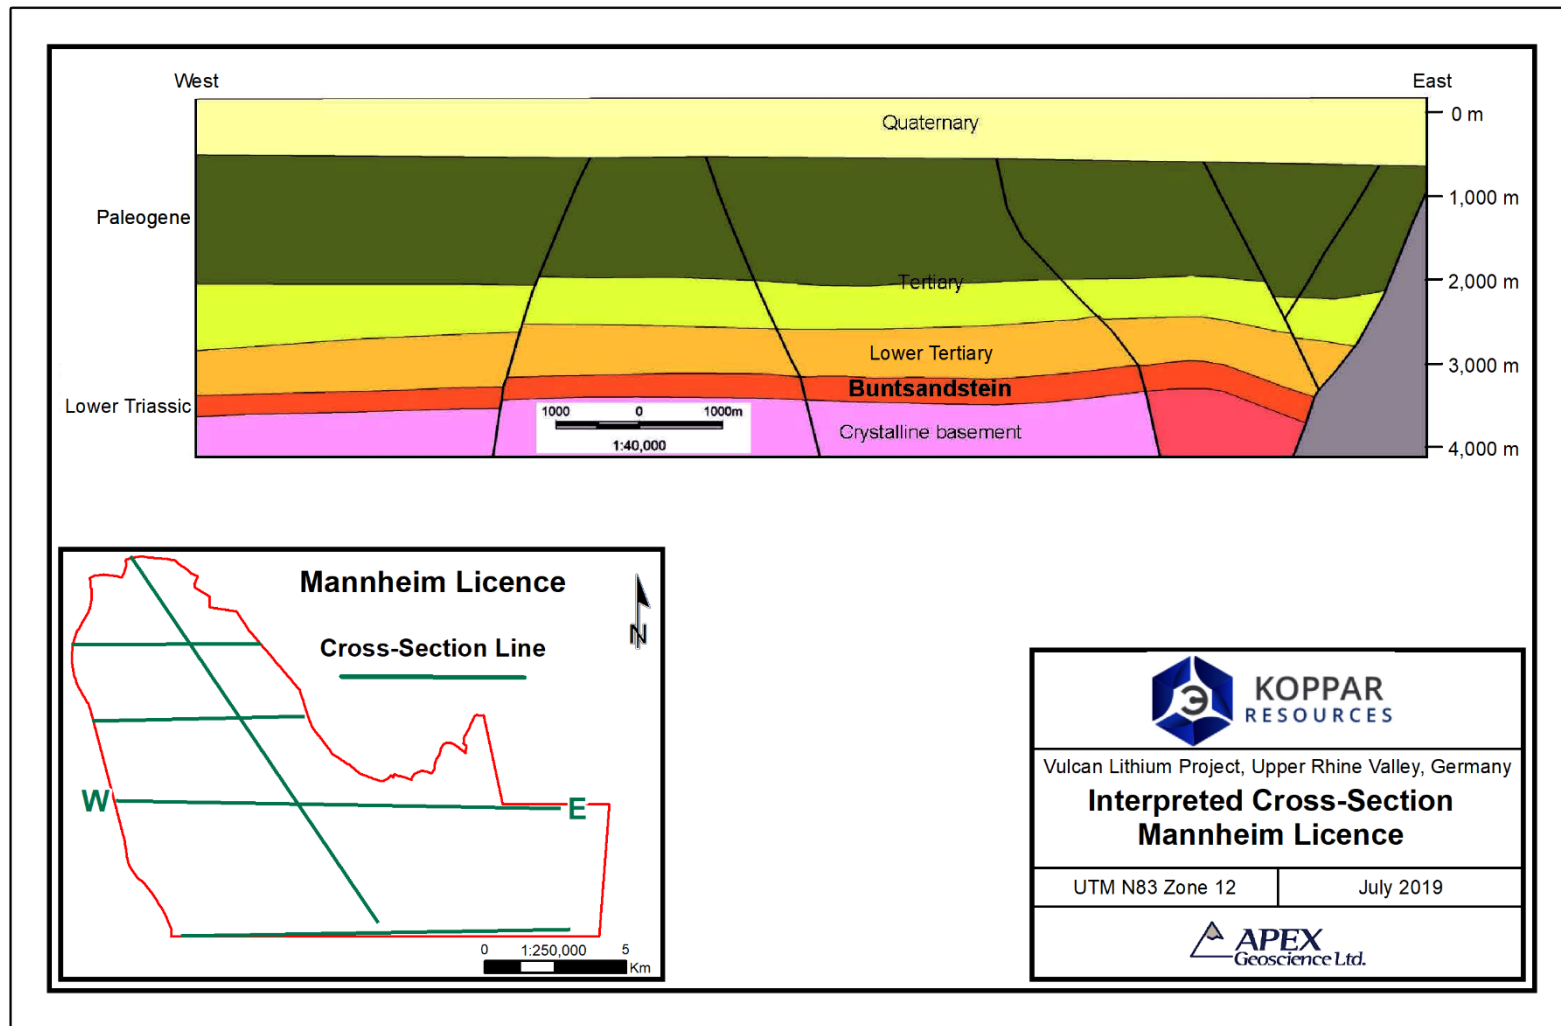 West
East
Quaternary
0 m
1,000 m
Paleogene
Tertiary
2,000 m
Lower Tertiary
3,000 m
Buntsandstein
Lower Triassic
1000 0 1000m
1:40,000
Crystalline basement
4,000 m
Mannheim Licence
N
Cross-Section Line
W
E
0 1:250,000 5
Km
KOPPAR
RESOURCES
Vulcan Lithium Project, Upper Rhine Valley, Germany
Interpreted Cross-Section
Mannheim Licence
UTM N83 Zone 12
July 2019
APEX
Geoscience Ltd.